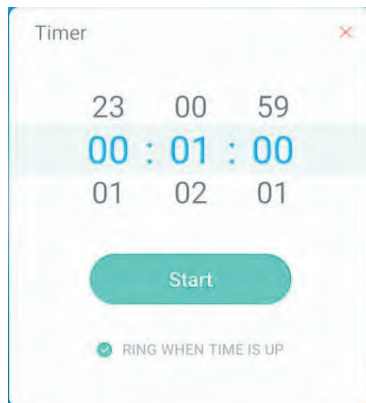 Timer
23 00 59
00 : 01 : 00
01 02 01
Start
RING WHEN TIME IS UP